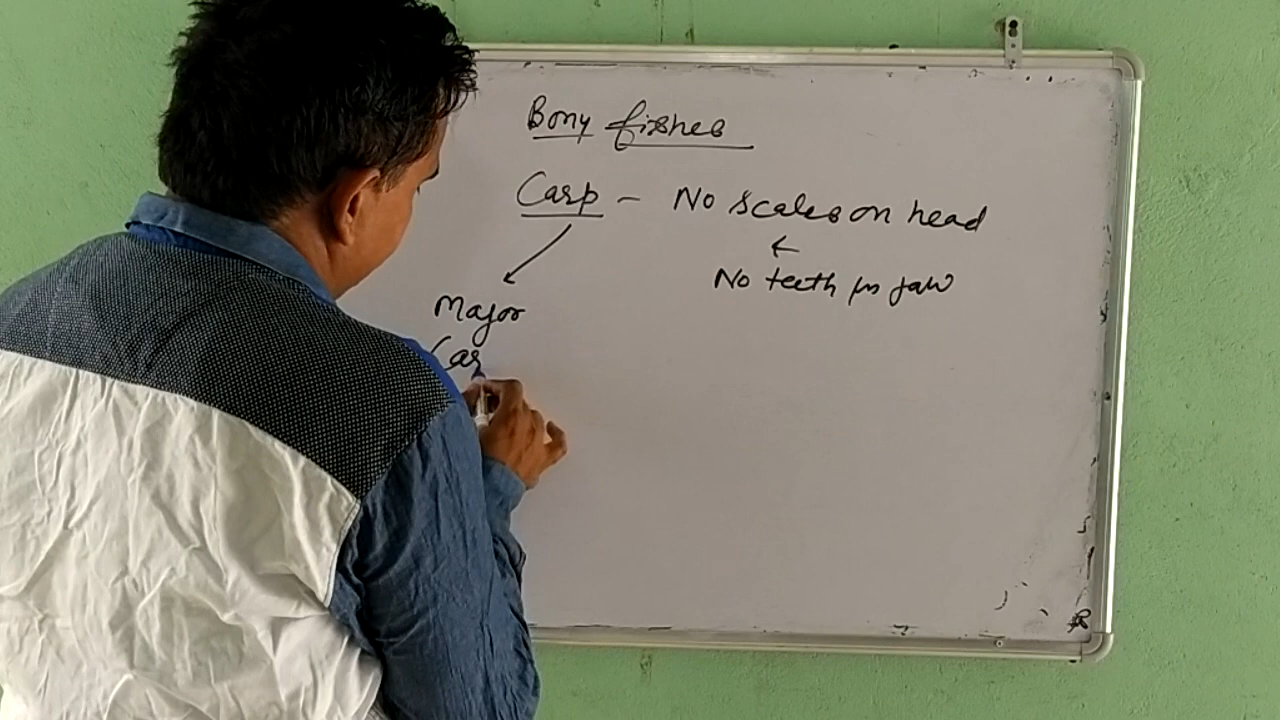 Bony fishes
Carp – No scales on head
←
No teeth in jaw
Major
Car